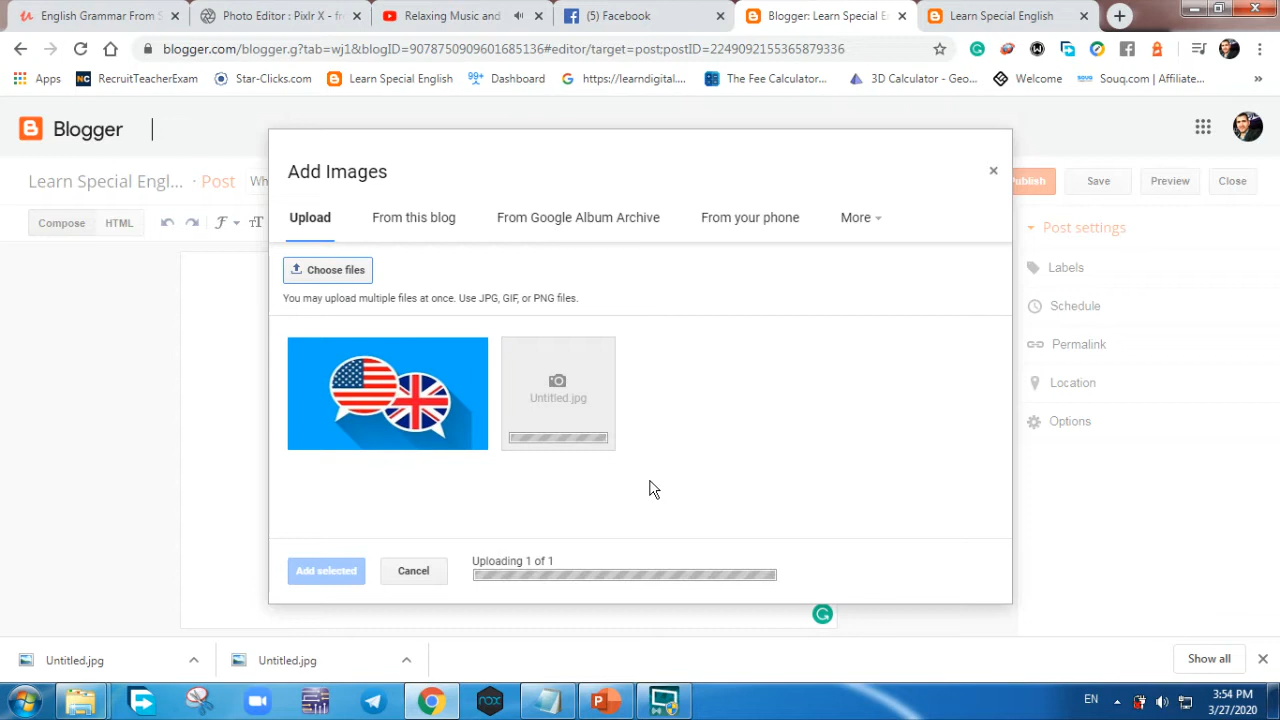 English Grammar From S
Photo Editor : Pixlr X - fr
Relaxing Music and
(5) Facebook
Blogger: Learn Special E
Learn Special English
blogger.com/blogger.g?tab=wj1&blogID=9078750909601685136#editor/target=post;postID=2249092155365879336
Apps
RecruitTeacherExam
Star-Clicks.com
Learn Special English
Dashboard
https://learndigital....
The Fee Calculator...
3D Calculator - Geo...
Welcome
Souq.com | Affiliate...
»
Blogger
Learn Special Engl... · Post
Wh
Publish
Save
Preview
Close
Compose
HTML
Add Images
Upload
From this blog
From Google Album Archive
From your phone
More
Choose files
You may upload multiple files at once. Use JPG, GIF, or PNG files.
Untitled.jpg
Add selected
Cancel
Uploading 1 of 1
Post settings
Labels
Schedule
Permalink
Location
Options
Untitled.jpg
Untitled.jpg
Show all
EN
3:54 PM
3/27/2020